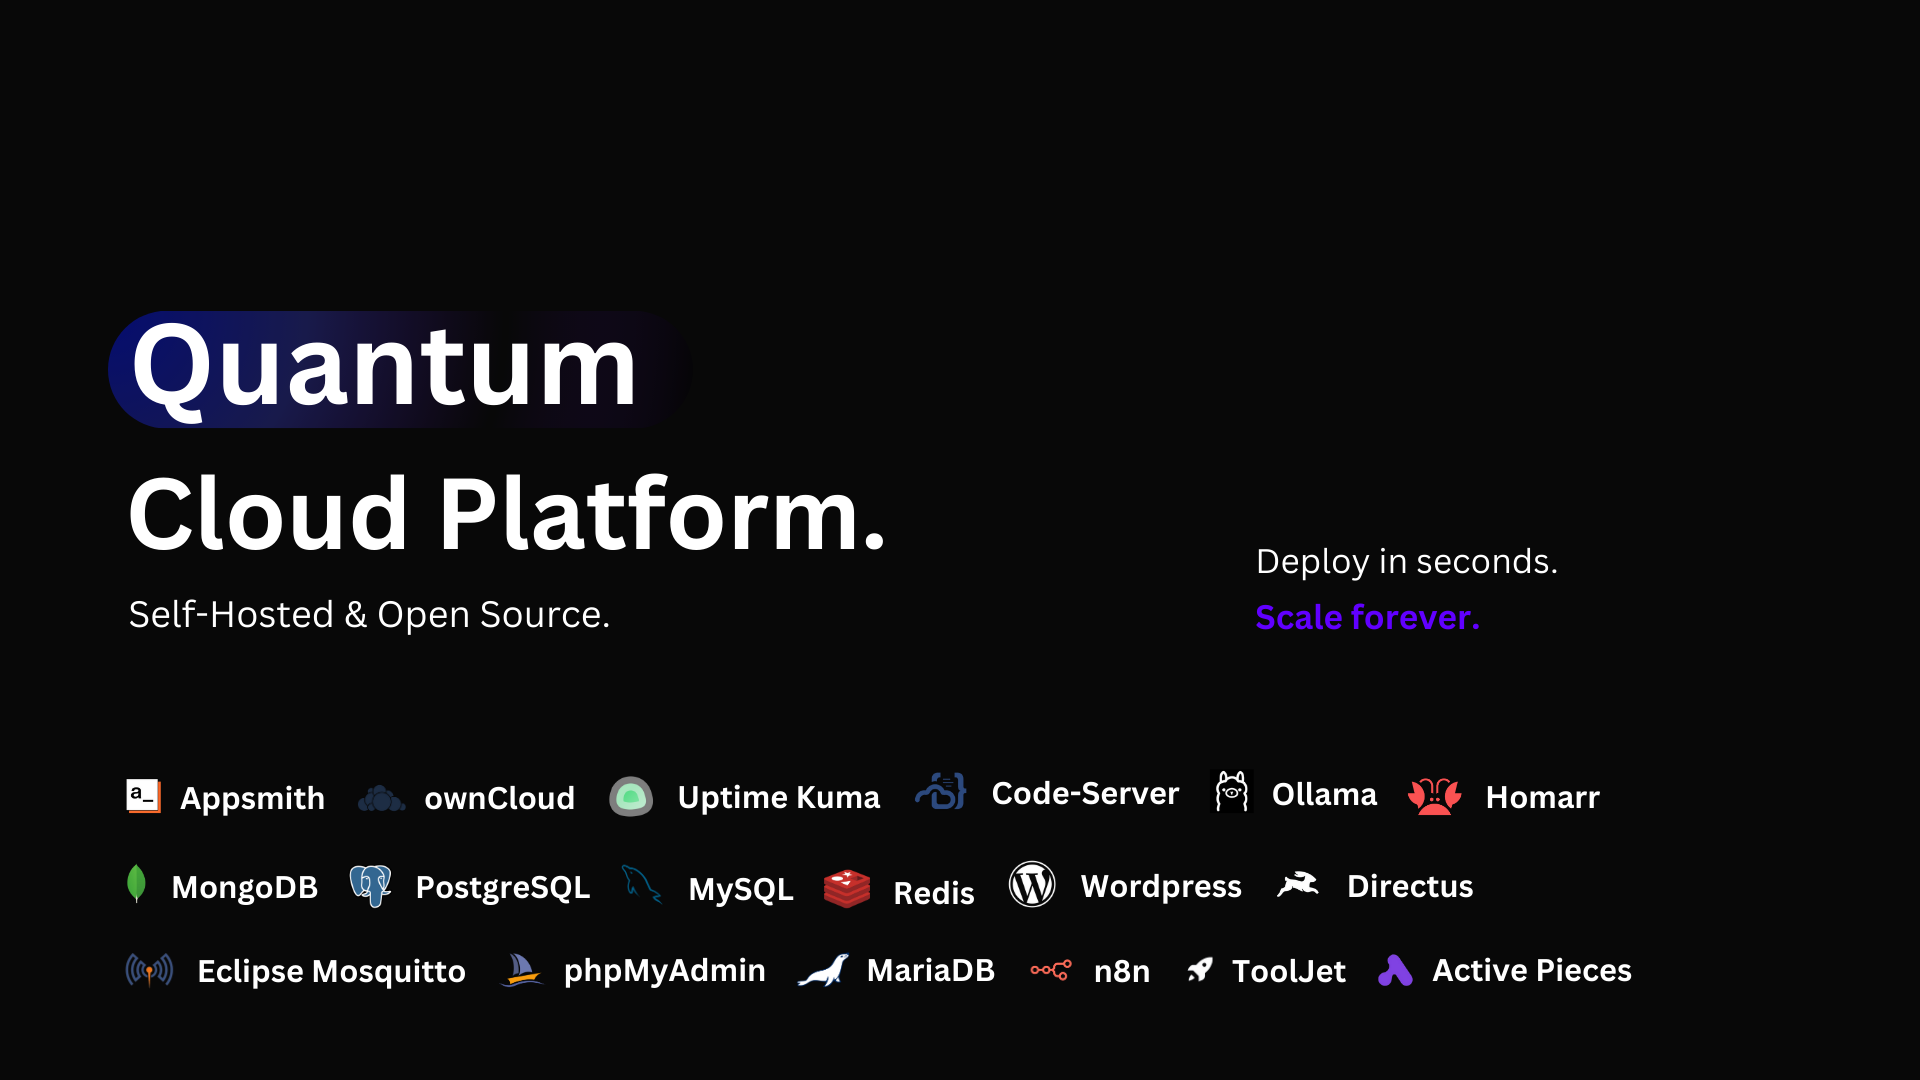 Quantum
Cloud Platform.
Self-Hosted & Open Source.
Deploy in seconds.
Scale forever.
a_ Appsmith ownCloud Uptime Kuma Code-Server Ollama Homarr
MongoDB PostgreSQL MySQL Redis Wordpress Directus
Eclipse Mosquitto phpMyAdmin MariaDB n8n ToolJet Active Pieces